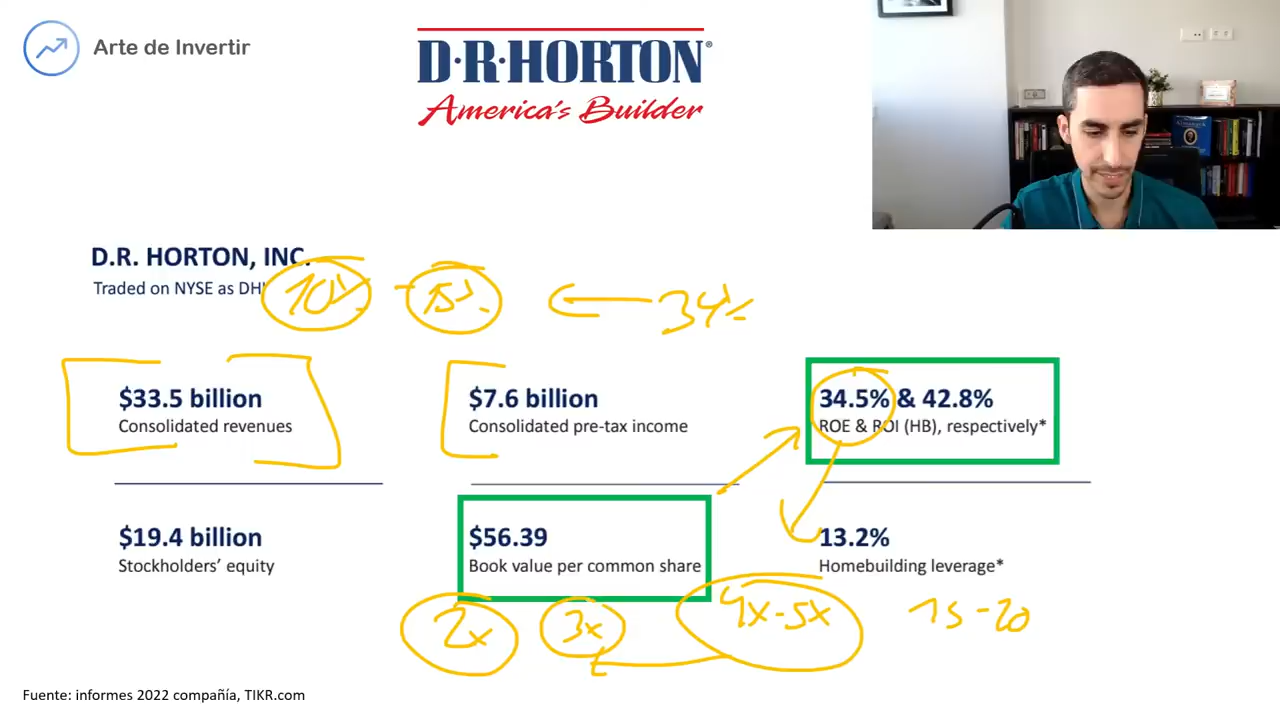 Arte de Invertir
D·R·HORTON®
America's Builder
D.R. HORTON, INC.
Traded on NYSE as DHI
10% - 15% ← 34%
$33.5 billion
Consolidated revenues
$7.6 billion
Consolidated pre-tax income
34.5% & 42.8%
ROE & ROI (HB), respectively*
$19.4 billion
Stockholders' equity
$56.39
Book value per common share
13.2%
Homebuilding leverage*
2x 3x 4x-5x 15-20
Fuente: informes 2022 compañía, TIKR.com